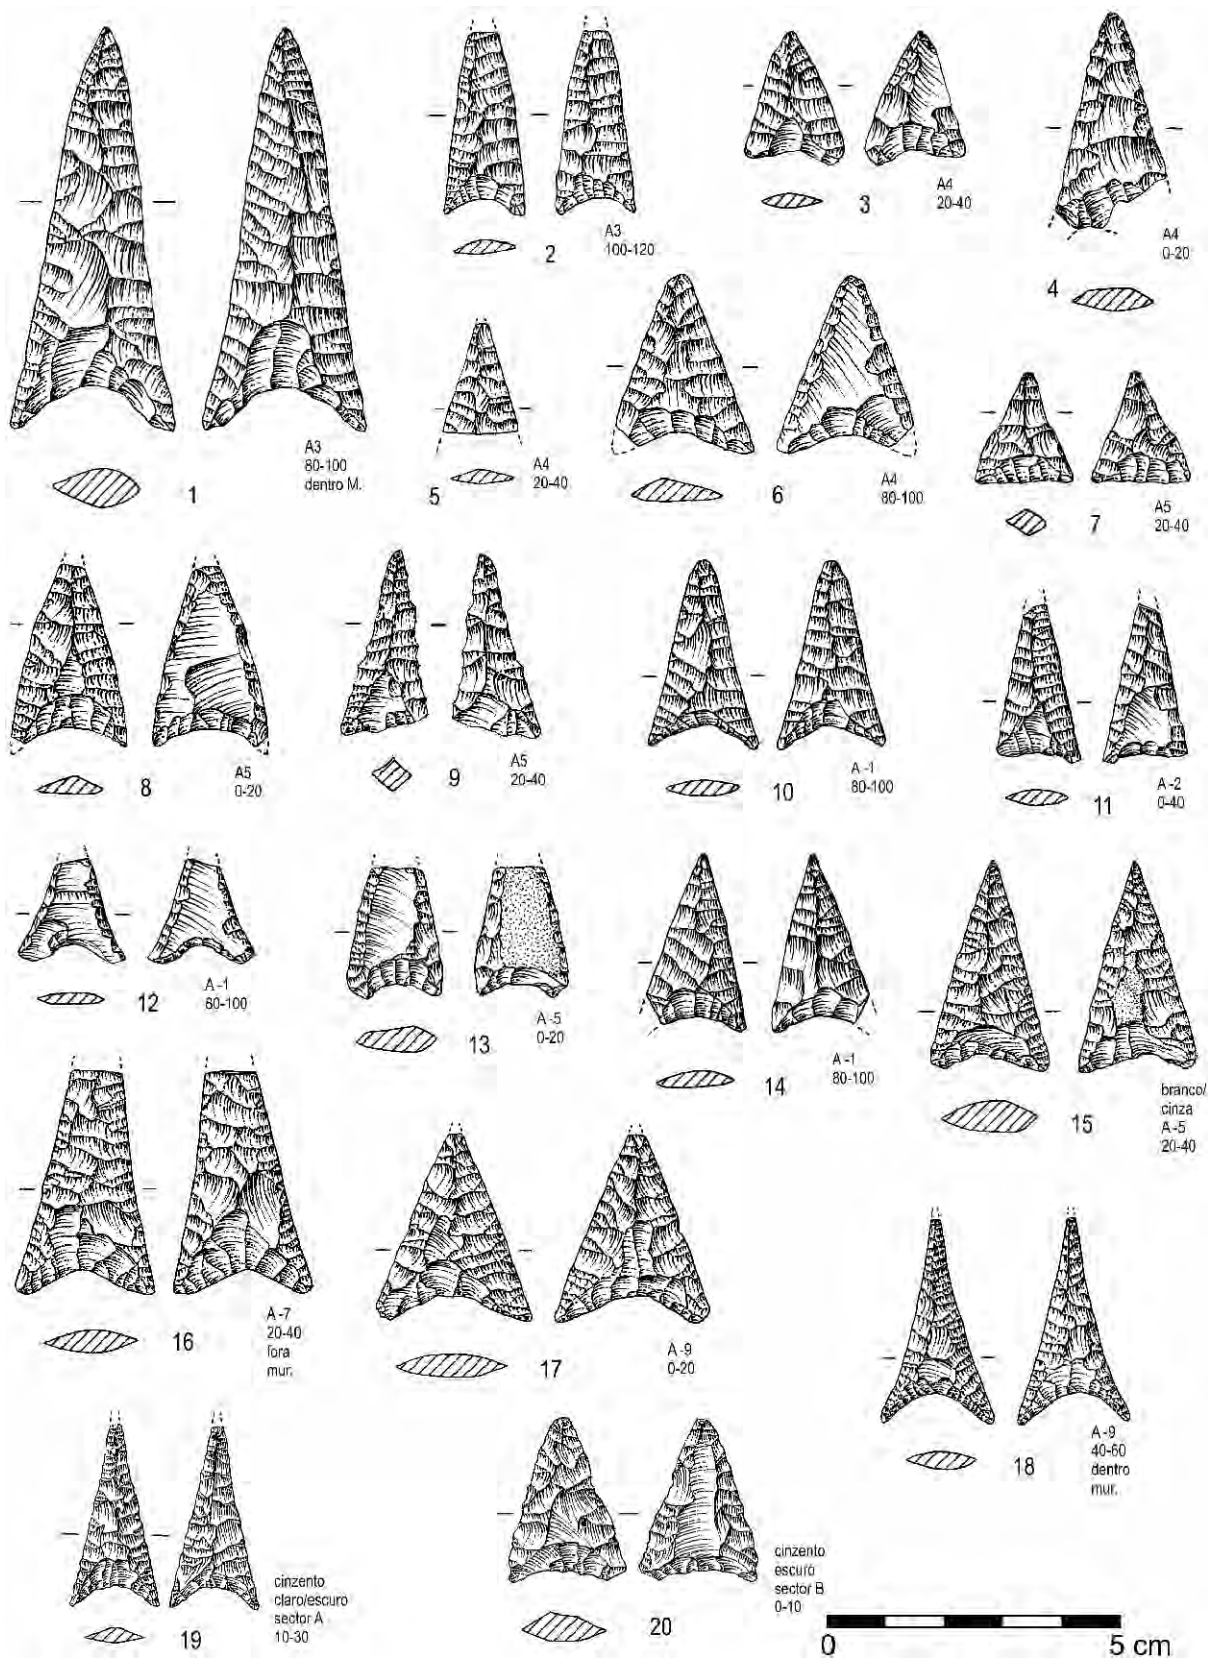 A3
80-100
dentro M.
1
A3
100-120
2
A4
20-40
3
A4
0-20
4
A4
20-40
5
A4
80-100
6
A5
20-40
7
A5
0-20
8
A5
20-40
9
A -1
80-100
10
A -2
0-40
11
A -1
80-100
12
A -5
0-20
13
A -1
80-100
14
branco/
cinza
A -5
20-40
15
A -7
20-40
fora
mur.
16
A -9
0-20
17
A -9
40-60
dentro
mur.
18
cinzento
claro/escuro
sector A
10-30
19
cinzento
escuro
sector B
0-10
20
0 5 cm